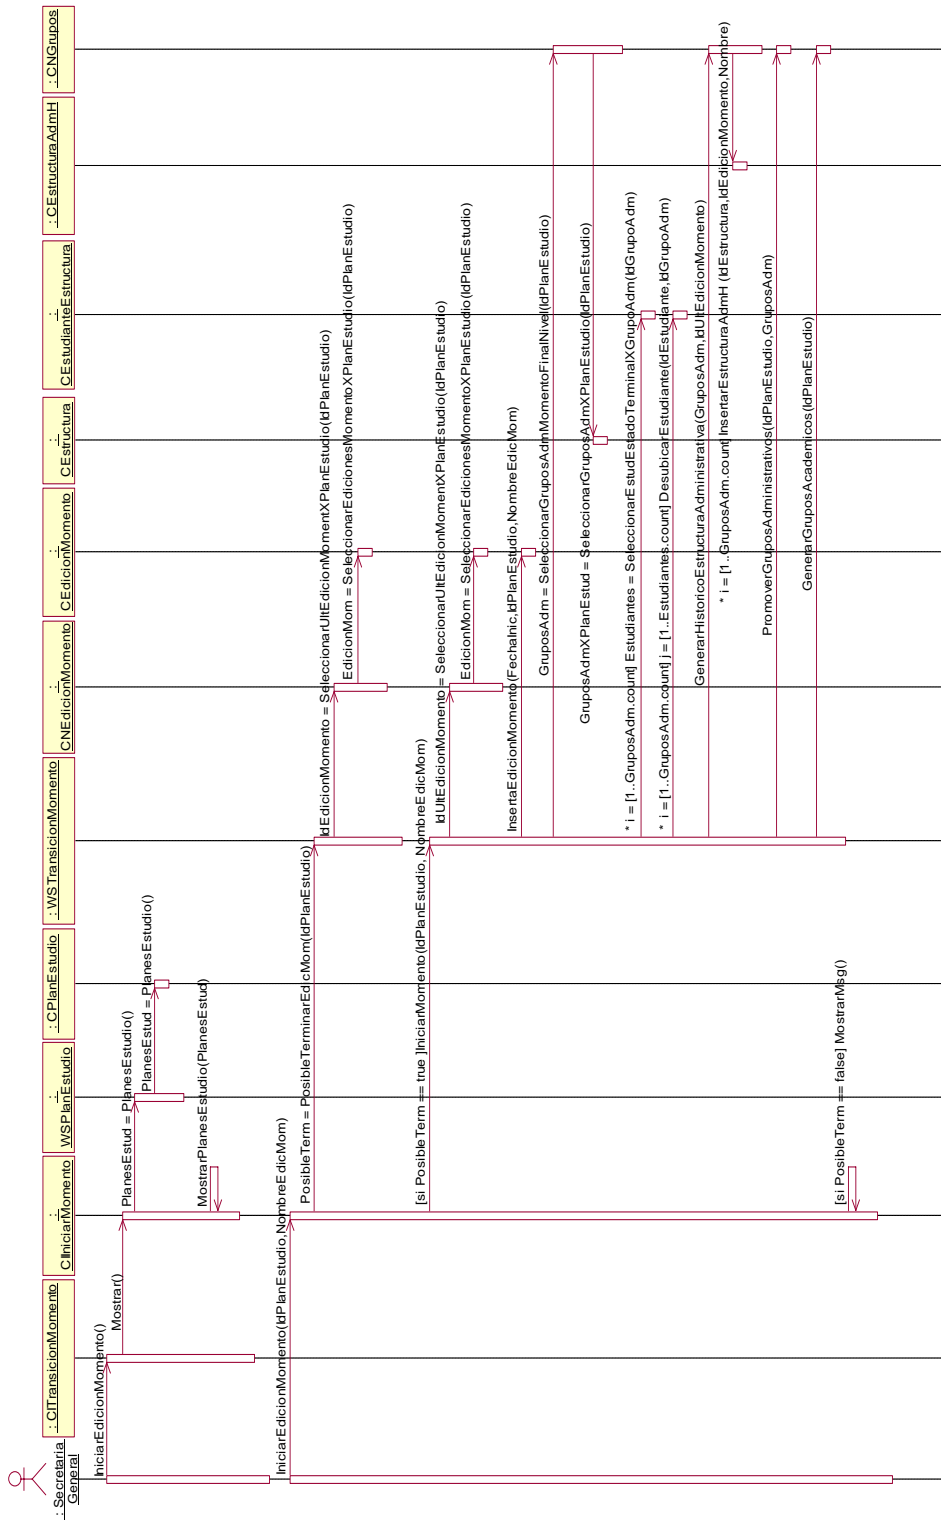 : Secretaria
General
: CITransicionMomento
:
CIIniciarMomento
:
WSPlanEstudio
: CPlanEstudio
: WSTransicionMomento
:
CNEdicionMomento
:
CEdicionMomento
:
CEstructura
:
CEstudianteEstructura
: CEstructuraAdmH
: CNGrupos
IniciarEdicionMomento()
Mostrar()
PlanesEstud = PlanesEstudio()
PlanesEstud = PlanesEstudio()
MostrarPlanesEstudio(PlanesEstud)
IniciarEdicionMomento(IdPlanEstudio,NombreEdicMom)
PosibleTerm = PosibleTerminarEdicMom(IdPlanEstudio)
IdEdicionMomento = SeleccionarUltEdicionMomentXPlanEstudio(IdPlanEstudio)
EdicionMom = SeleccionarEdicionesMomentoXPlanEstudio(IdPlanEstudio)
[si PosibleTerm == true ]IniciarMomento(IdPlanEstudio, NombreEdicMom)
IdUltEdicionMomento = SeleccionarUltEdicionMomentXPlanEstudio(IdPlanEstudio)
EdicionMom = SeleccionarEdicionesMomentoXPlanEstudio(IdPlanEstudio)
InsertaEdicionMomento(FechaInic,IdPlanEstudio,NombreEdicMom)
GruposAdm = SeleccionarGruposAdmMomentoFinalNivel(IdPlanEstudio)
GruposAdmXPlanEstud = SeleccionarGruposAdmXPlanEstudio(IdPlanEstudio)
* i = [1..GruposAdm.count] Estudiantes = SeleccionarEstudEstadoTerminalXGrupoAdm(IdGrupoAdm)
* i = [1..GruposAdm.count] j = [1..Estudiantes.count] DesubicarEstudiante(IdEstudiante,IdGrupoAdm)
GenerarHistoricoEstructuraAdministrativa(GruposAdm,IdUltEdicionMomento)
* i = [1..GruposAdm.count] InsertarEstructuraAdmH (IdEstructura,IdEdicionMomento,Nombre)
PromoverGruposAdministrativos(IdPlanEstudio,GruposAdm)
GenerarGruposAcademicos(IdPlanEstudio)
[si PosibleTerm == false] MostrarMsg()